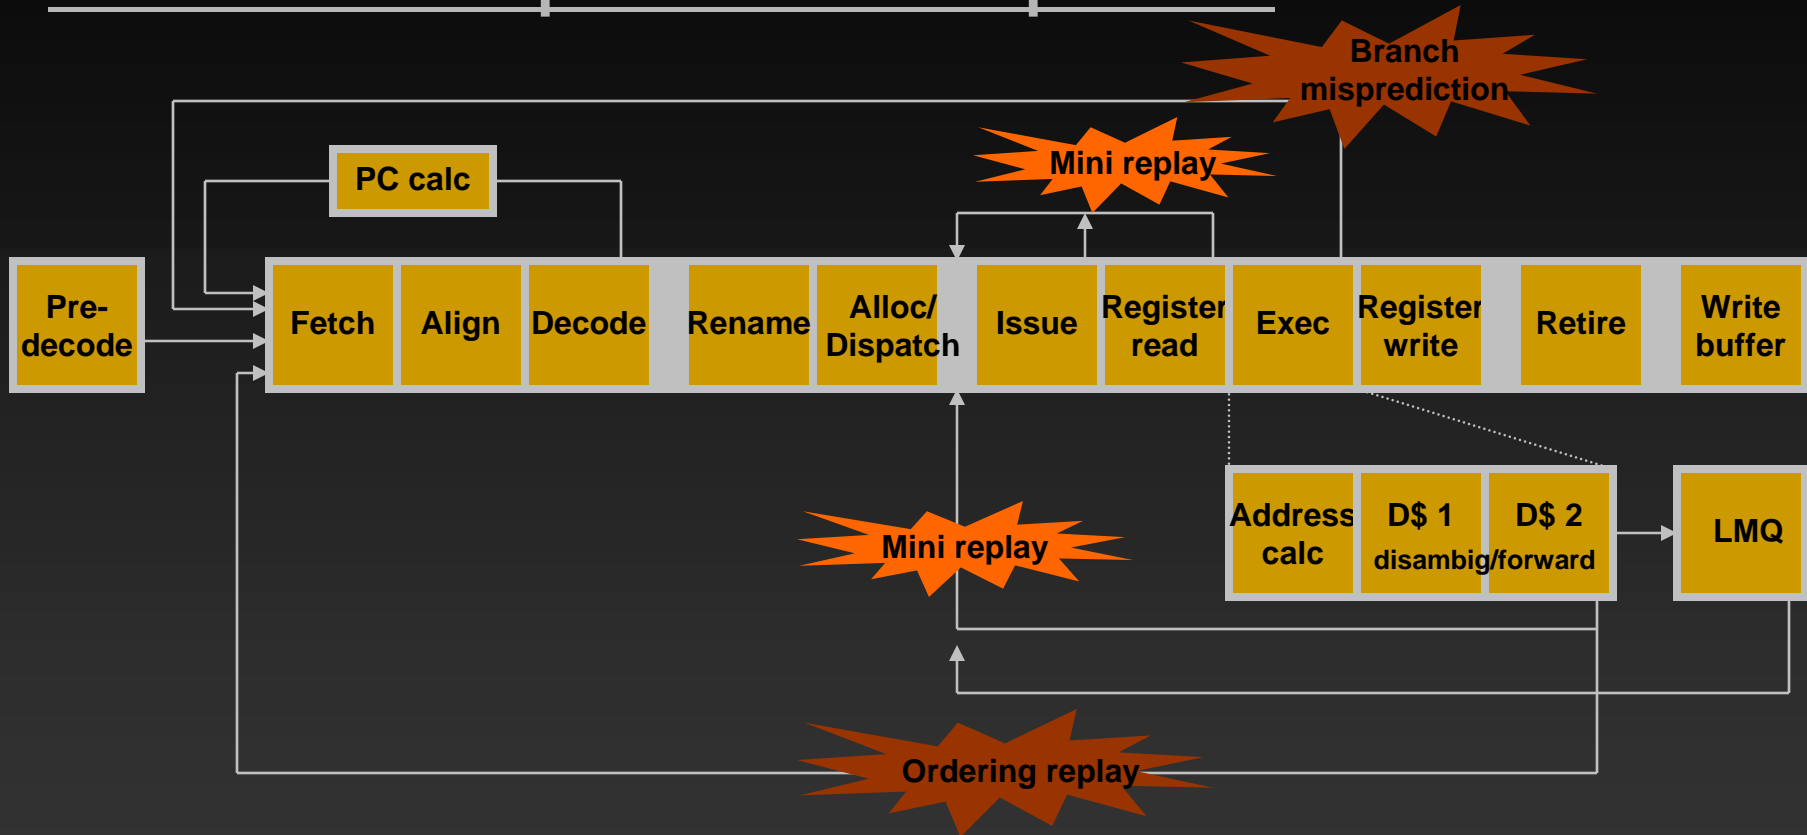 Branch
misprediction
Mini replay
PC calc
Pre-
decode
Fetch
Align
Decode
Rename
Alloc/
Dispatch
Issue
Register
read
Exec
Register
write
Retire
Write
buffer
Address
calc
D$ 1
D$ 2
disambig/forward
LMQ
Mini replay
Ordering replay